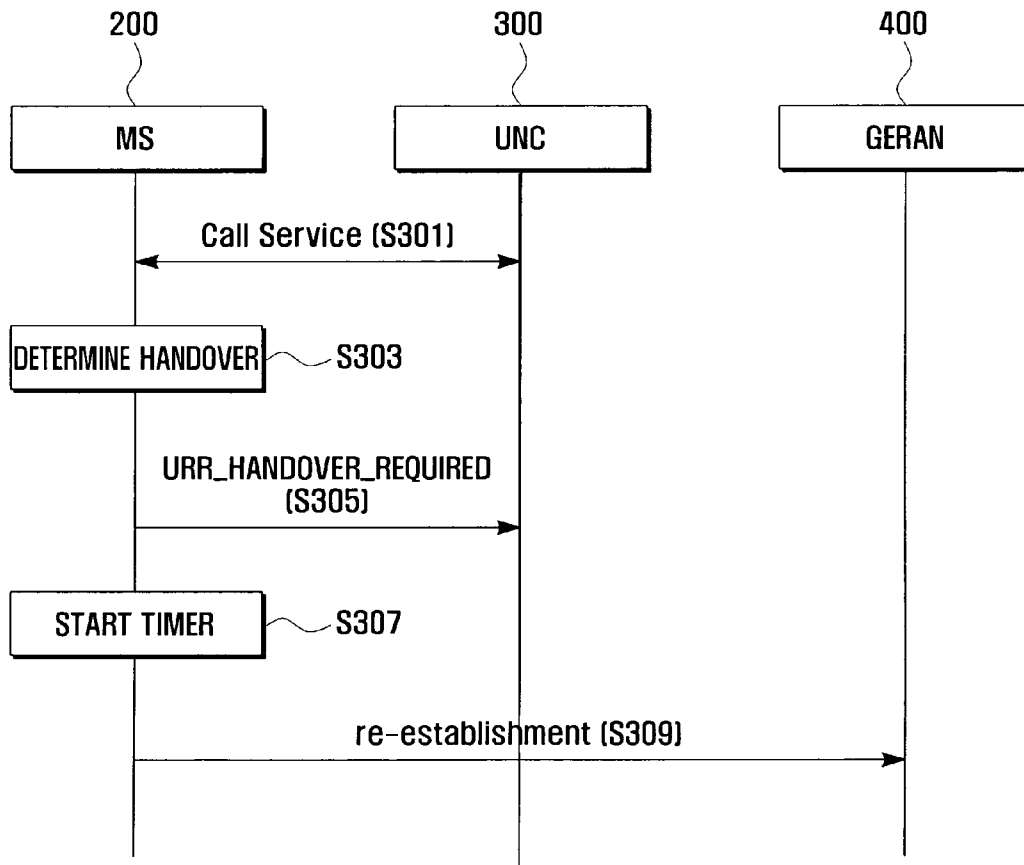 200
300
400
MS
UNC
GERAN
Call Service (S301)
DETERMINE HANDOVER
S303
URR_HANDOVER_REQUIRED
(S305)
START TIMER
S307
re-establishment (S309)